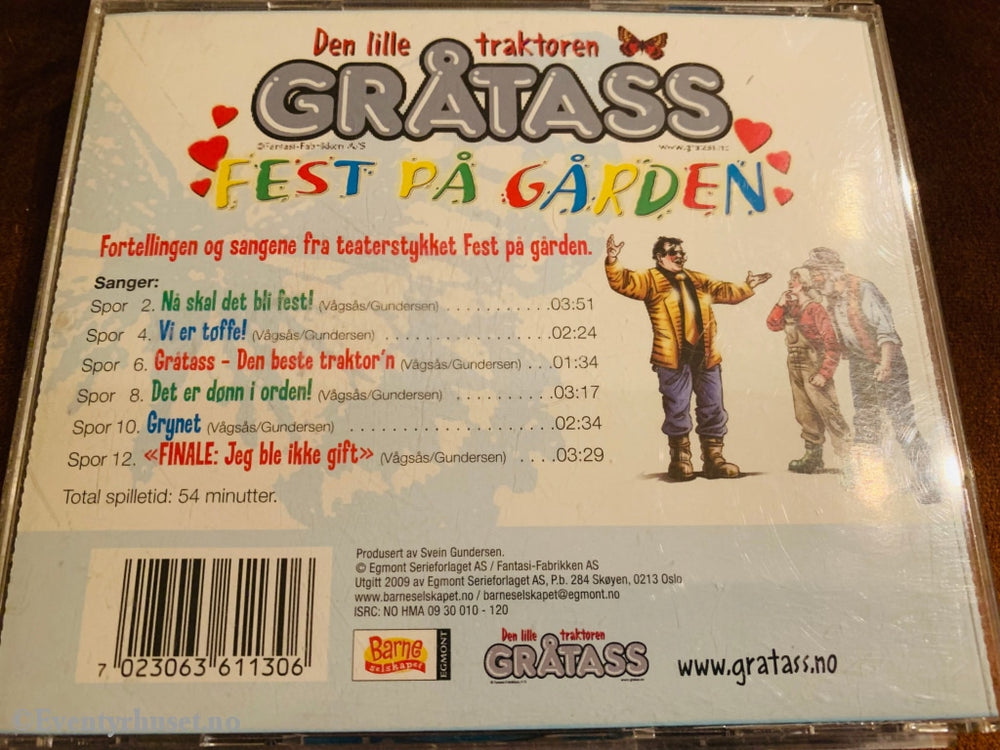 Den lille traktoren
GRÅTASS
©Fantasi-Fabrikken A/S www.gratass.no
FEST PÅ GÅRDEN
Fortellingen og sangene fra teaterstykket Fest på gården.
Sanger:
Spor 2. Nå skal det bli fest! (Vågsås/Gundersen) . . . . . . . . . . .03:51
Spor 4. Vi er tøffe! (Vågsås/Gundersen) . . . . . . . . . . . . . . . . . .02:24
Spor 6. Gråtass - Den beste traktor'n (Vågsås/Gundersen) . . .01:34
Spor 8. Det er dønn i orden! (Vågsås/Gundersen) . . . . . . . . . .03:17
Spor 10. Grynet (Vågsås/Gundersen) . . . . . . . . . . . . . . . . . . . . .02:34
Spor 12. «FINALE: Jeg ble ikke gift» (Vågsås/Gundersen) . . . .03:29
Total spilletid: 54 minutter.
Produsert av Svein Gundersen.
© Egmont Serieforlaget AS / Fantasi-Fabrikken AS
Utgitt 2009 av Egmont Serieforlaget AS, P.b. 284 Skøyen, 0213 Oslo
www.barneselskapet.no / barneselskapet@egmont.no
ISRC: NO HMA 09 30 010 - 120
7 023063 611306
Barne
selskapet
EGMONT
Den lille traktoren
GRÅTASS
www.gratass.no
©Eventyrhuset.no